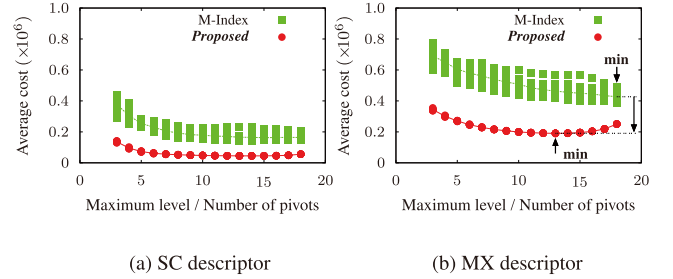 Average cost (×10⁶)
1.0
0.8
0.6
0.4
0.2
0
M-Index
Proposed
0 5 10 15 20
Maximum level / Number of pivots
(a) SC descriptor
Average cost (×10⁶)
1.0
0.8
0.6
0.4
0.2
0
M-Index
Proposed
min
min
0 5 10 15 20
Maximum level / Number of pivots
(b) MX descriptor